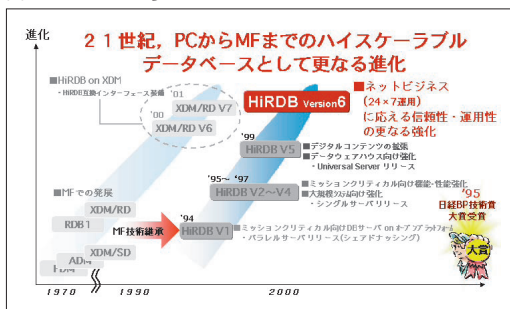 進化
21世紀，PCからMFまでのハイスケーラブル
データベースとして更なる進化
■HiRDB on XDM
・HiRDB互換インターフェース装備
'01
XDM/RD V7
'00
XDM/RD V6
HiRDB Version6
■ネットビジネス
(24×7運用)
に応える信頼性・運用性
の更なる強化
'99
HiRDB V5
■デジタルコンテンツの拡張
■データウェアハウス向け強化
・Universal Server リリース
'95～ '97
HiRDB V2～V4
■ミッションクリティカル向け機能・性能強化
■大規模システム向け強化
・シングルサーバ リリース
■MFでの発展
XDM/RD
RDB1
MF技術継承
'94
HiRDB V1
■ミッションクリティカル向けDBサーバ on オープンプラットフォーム
・パラレルサーバ リリース(シェアドナッシング)
XDM/SD
ADM
PDM
'95
日経BP技術賞
大賞受賞
大賞
1970
1990
2000